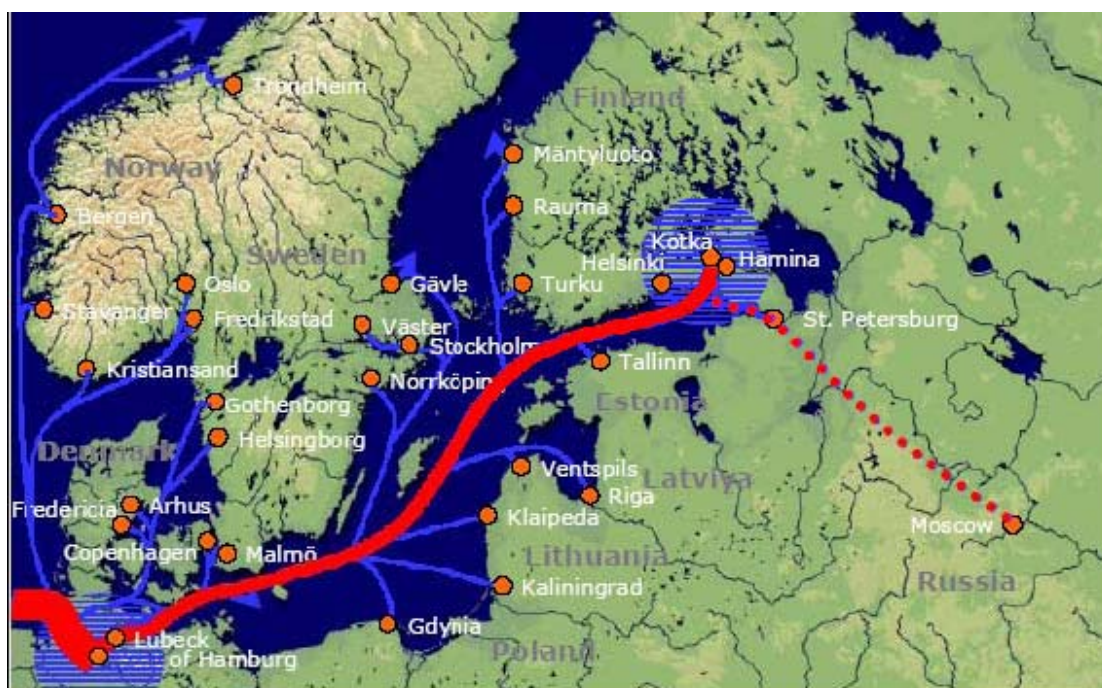 Trondheim
Finland
Mäntyluoto
Norway
Rauma
Bergen
Kotka
Sweden
Helsinki
Hamina
Oslo
Gävle
Turku
Stavanger
Fredrikstad
Väster
St. Petersburg
Stockholm
Kristiansand
Tallinn
Norrköping
Gothenborg
Estonia
Helsingborg
Denmark
Ventspils
Latviya
Riga
Arhus
Fredericia
Klaipeda
Moscow
Copenhagen
Malmö
Lithuania
Kaliningrad
Russia
Gdynia
Lubeck
Poland
of Hamburg